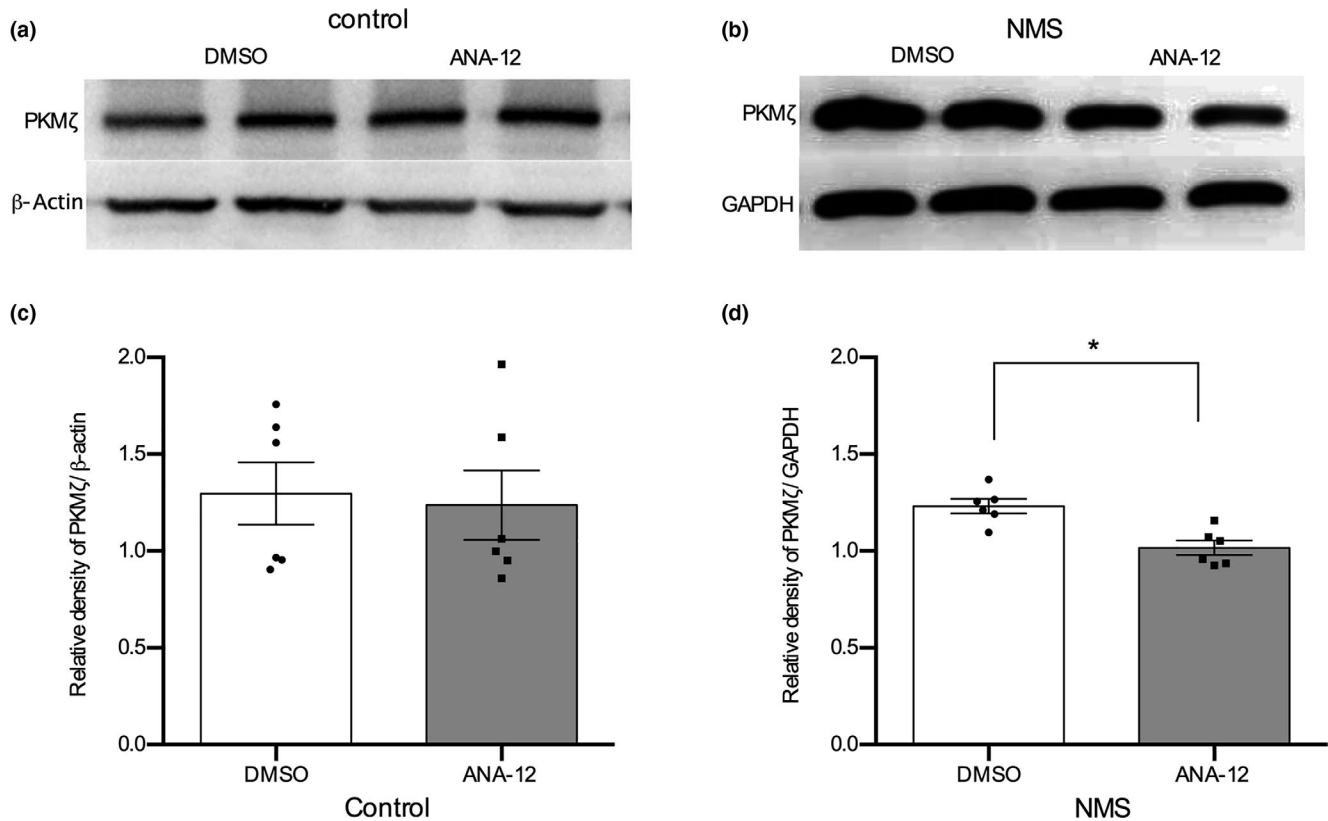 (a)
control
DMSO ANA-12
PKMζ
β-Actin
(b)
NMS
DMSO ANA-12
PKMζ
GAPDH
(c)
Relative density of PKMζ/ β-actin
2.0
1.5
1.0
0.5
0.0
DMSO ANA-12
Control
(d)
Relative density of PKMζ/ GAPDH
2.0
1.5
1.0
0.5
0.0
*
DMSO ANA-12
NMS